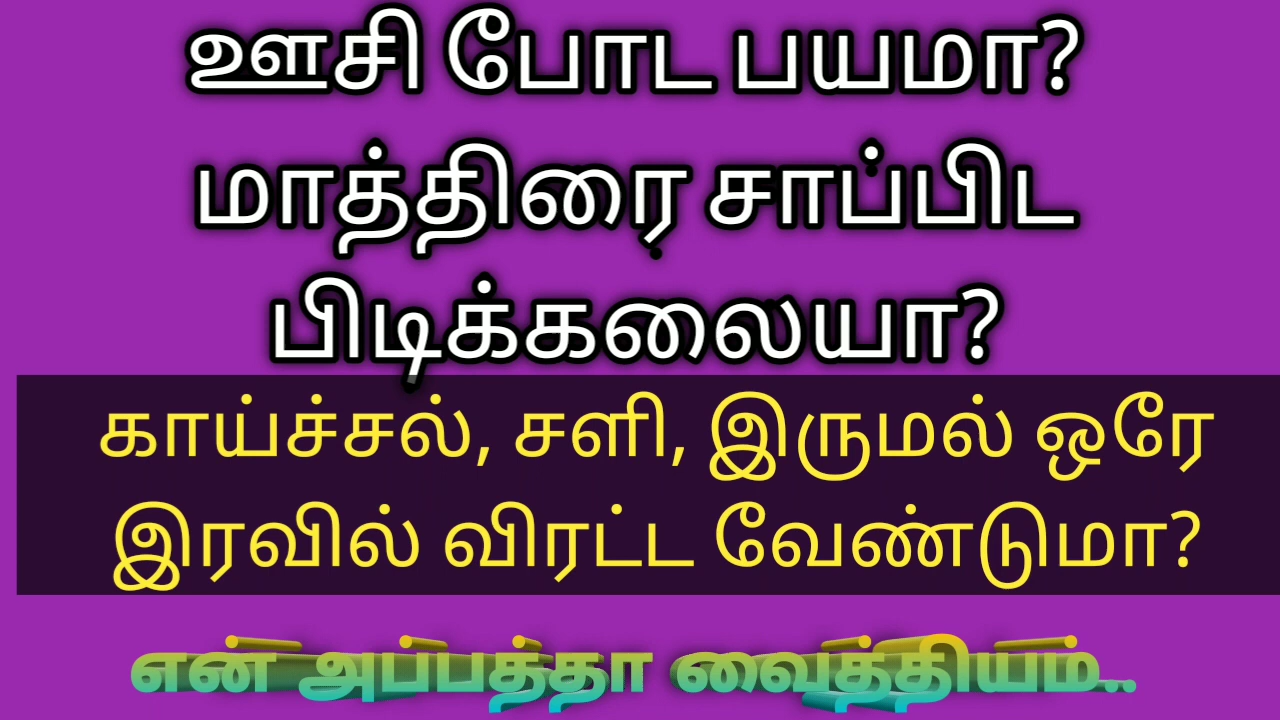 ஊசி போட பயமா?
மாத்திரை சாப்பிட
பிடிக்கலையா?
காய்ச்சல், சளி, இருமல் ஒரே
இரவில் விரட்ட வேண்டுமா?
என் அப்பத்தா வைத்தியம்..